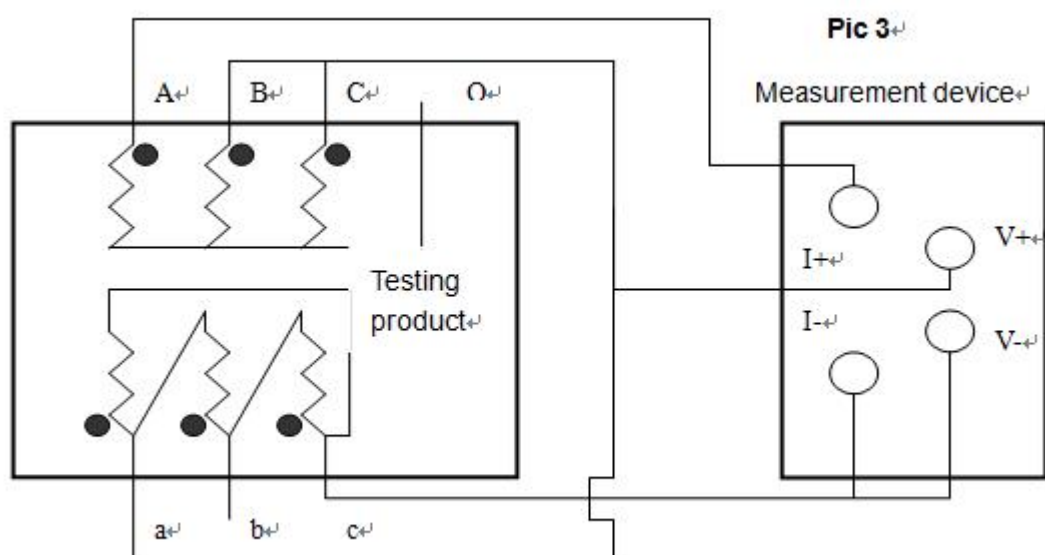 Pic 3↵
A↵ B↵ C↵ O↵
Measurement device↵
V+↵
I+↵
Testing
product↵
I-↵
V-↵
a↵ b↵ c↵